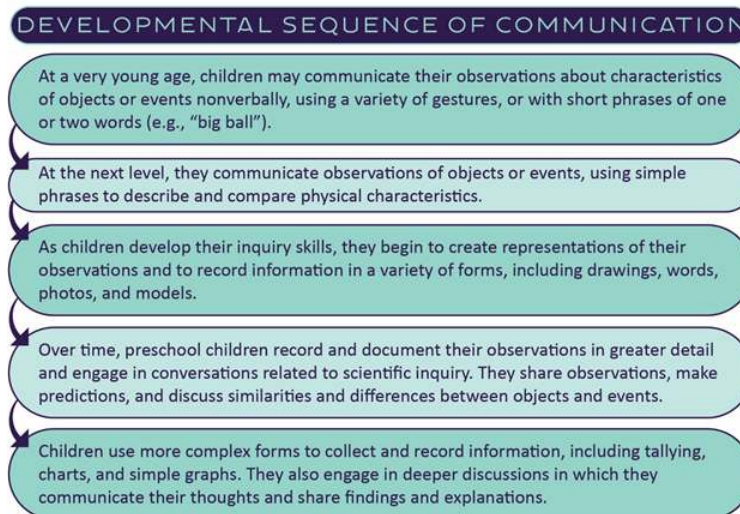 DEVELOPMENTAL SEQUENCE OF COMMUNICATION
At a very young age, children may communicate their observations about characteristics
of objects or events nonverbally, using a variety of gestures, or with short phrases of one
or two words (e.g., “big ball”).
At the next level, they communicate observations of objects or events, using simple
phrases to describe and compare physical characteristics.
As children develop their inquiry skills, they begin to create representations of their
observations and to record information in a variety of forms, including drawings, words,
photos, and models.
Over time, preschool children record and document their observations in greater detail
and engage in conversations related to scientific inquiry. They share observations, make
predictions, and discuss similarities and differences between objects and events.
Children use more complex forms to collect and record information, including tallying,
charts, and simple graphs. They also engage in deeper discussions in which they
communicate their thoughts and share findings and explanations.